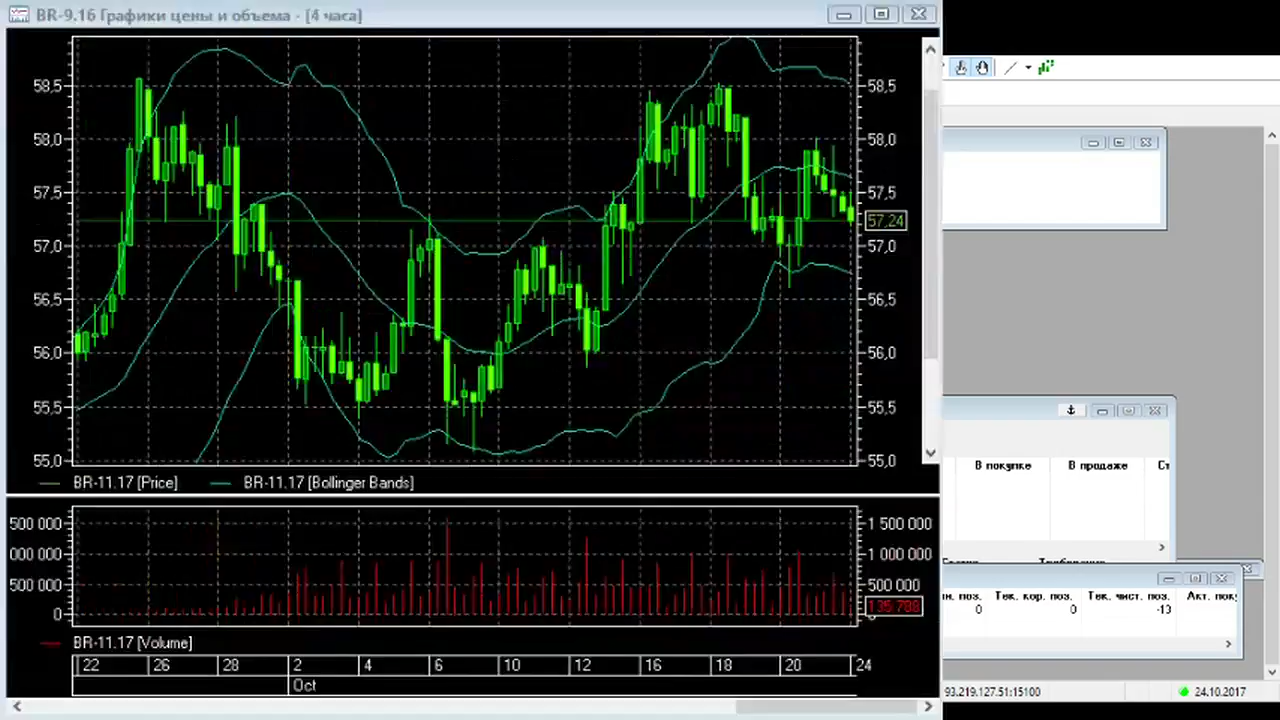 BR-9.16 Графики цены и объема - [4 часа]
58,5 58,5
58,0 58,0
57,5 57,5
57,24
57,0 57,0
56,5 56,5
56,0 56,0
55,5 55,5
55,0 55,0
BR-11.17 [Price] BR-11.17 [Bollinger Bands]
500 000 1 500 000
000 000 1 000 000
500 000 500 000
0
BR-11.17 [Volume]
22 26 28 2 4 6 10 12 16 18 20 24
Oct
В покупке В продаже Ст
н. поз. Тек. кор. поз. Тек. чист. поз. Акт. поку
0 0 -13
93.219.127.51:15100 24.10.2017